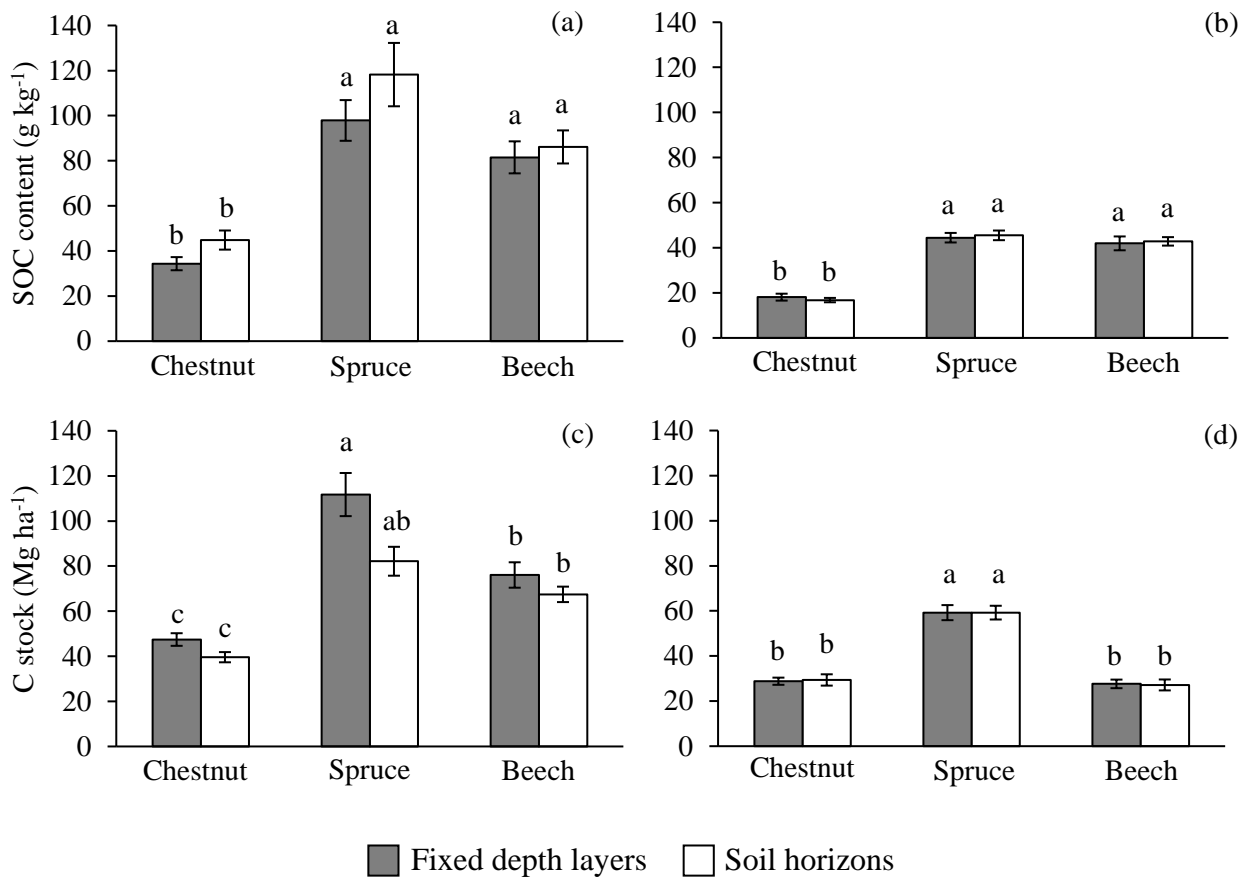 (a)
SOC content (g kg⁻¹)
140
120
100
80
60
40
20
0
b
b
a
a
a
a
Chestnut
Spruce
Beech
(b)
140
120
100
80
60
40
20
0
b
b
a
a
a
a
Chestnut
Spruce
Beech
(c)
C stock (Mg ha⁻¹)
140
120
100
80
60
40
20
0
c
c
a
ab
b
b
Chestnut
Spruce
Beech
(d)
140
120
100
80
60
40
20
0
b
b
a
a
b
b
Chestnut
Spruce
Beech
Fixed depth layers
Soil horizons